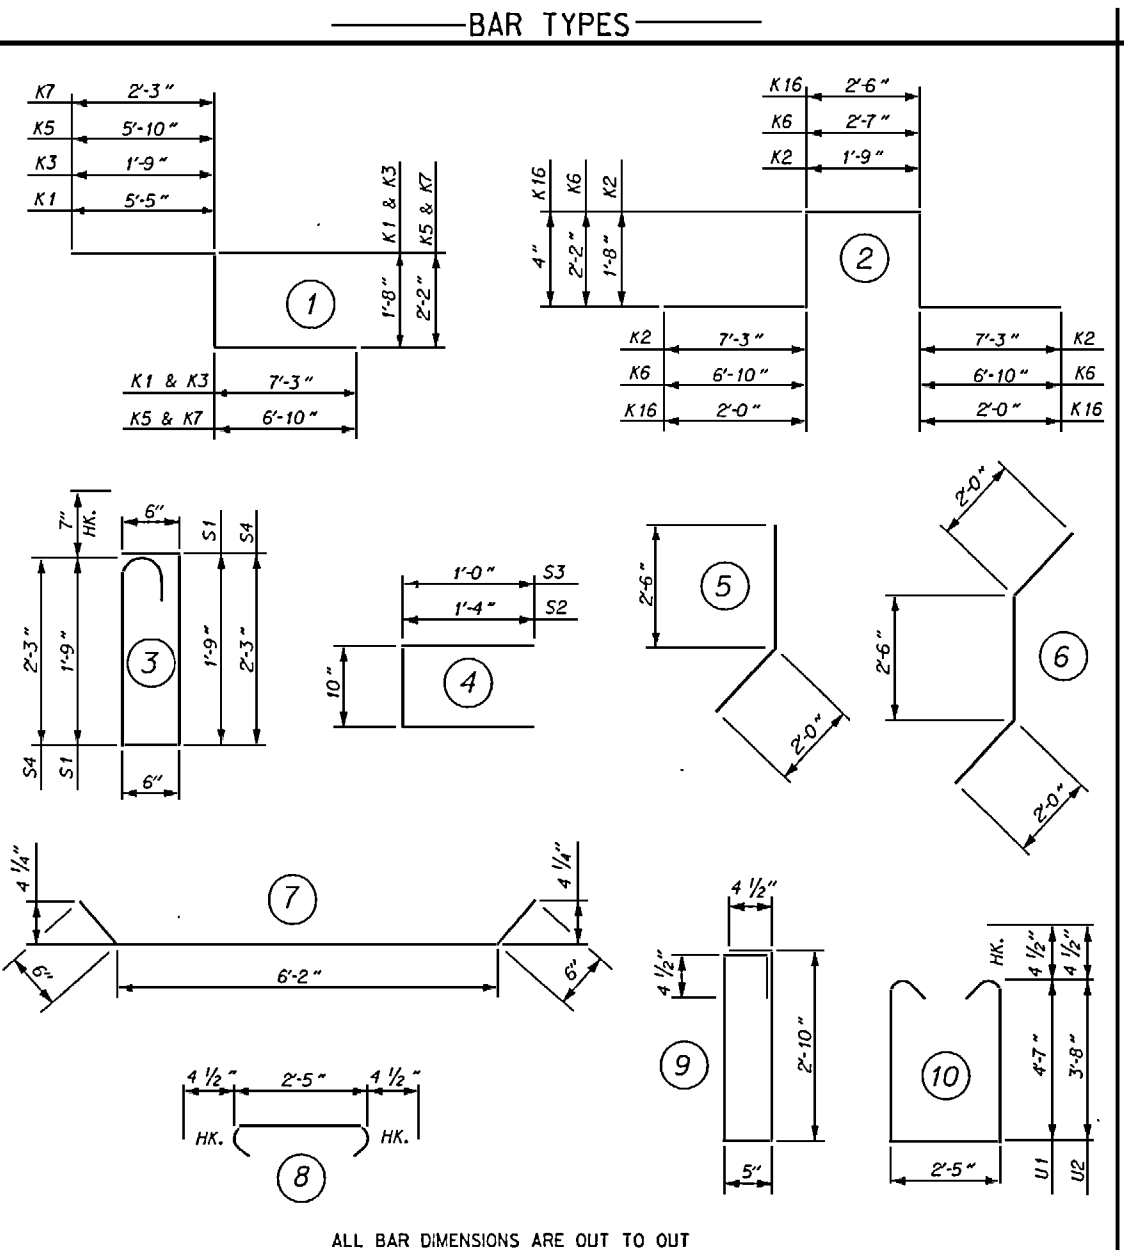 BAR TYPES
K7 2'-3"
K5 5'-10"
K3 1'-9"
K1 5'-5"
K1 & K3
K5 & K7
1'-8"
2'-2"
1
K1 & K3 7'-3"
K5 & K7 6'-10"
K16 2'-6"
K6 2'-7"
K2 1'-9"
K16
K6
K2
4"
2'-2"
1'-8"
2
K2 7'-3" 7'-3" K2
K6 6'-10" 6'-10" K6
K16 2'-0" 2'-0" K16
7"
HK.
6"
S1
S4
2'-3"
1'-9"
3
1'-9"
2'-3"
S4
S1
6"
1'-0" S3
1'-4" S2
10"
4
2'-6"
5
2'-0"
2'-0"
2'-6"
6
2'-0"
4 1/4"
7
4 1/4"
6"
6'-2"
6"
4 1/2" 2'-5" 4 1/2"
HK. HK.
8
4 1/2"
4 1/2"
9
2'-10"
5"
HK.
4 1/2"
4 1/2"
10
4'-7"
3'-8"
2'-5"
U1
U2
ALL BAR DIMENSIONS ARE OUT TO OUT